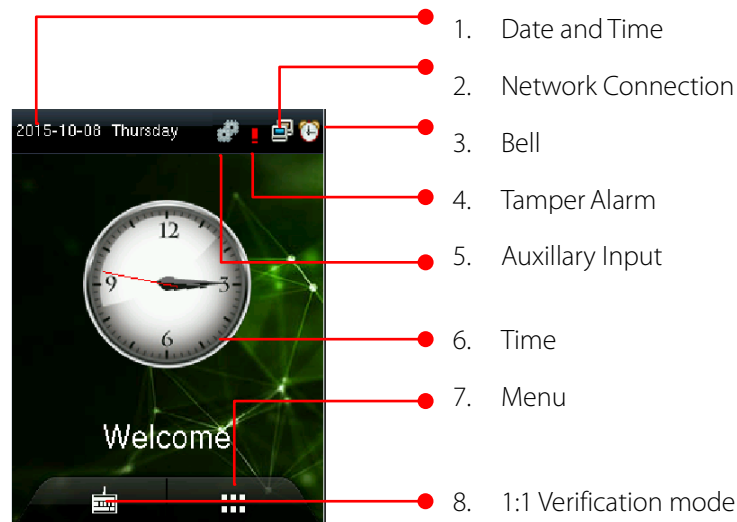 1. Date and Time
2. Network Connection
2015-10-08 Thursday
3. Bell
4. Tamper Alarm
12
5. Auxillary Input
9
3
6
6. Time
7. Menu
Welcome
8. 1:1 Verification mode